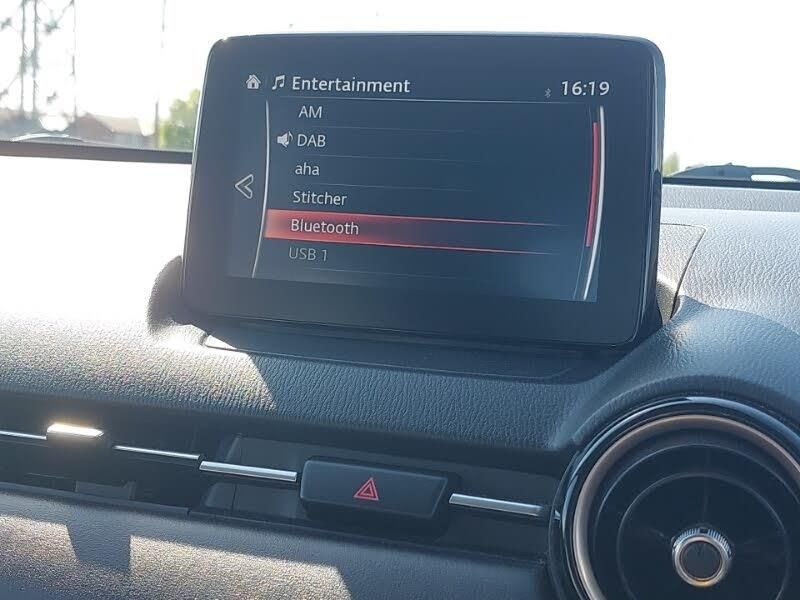 Entertainment 16:19
AM
DAB
aha
Stitcher
Bluetooth
USB 1